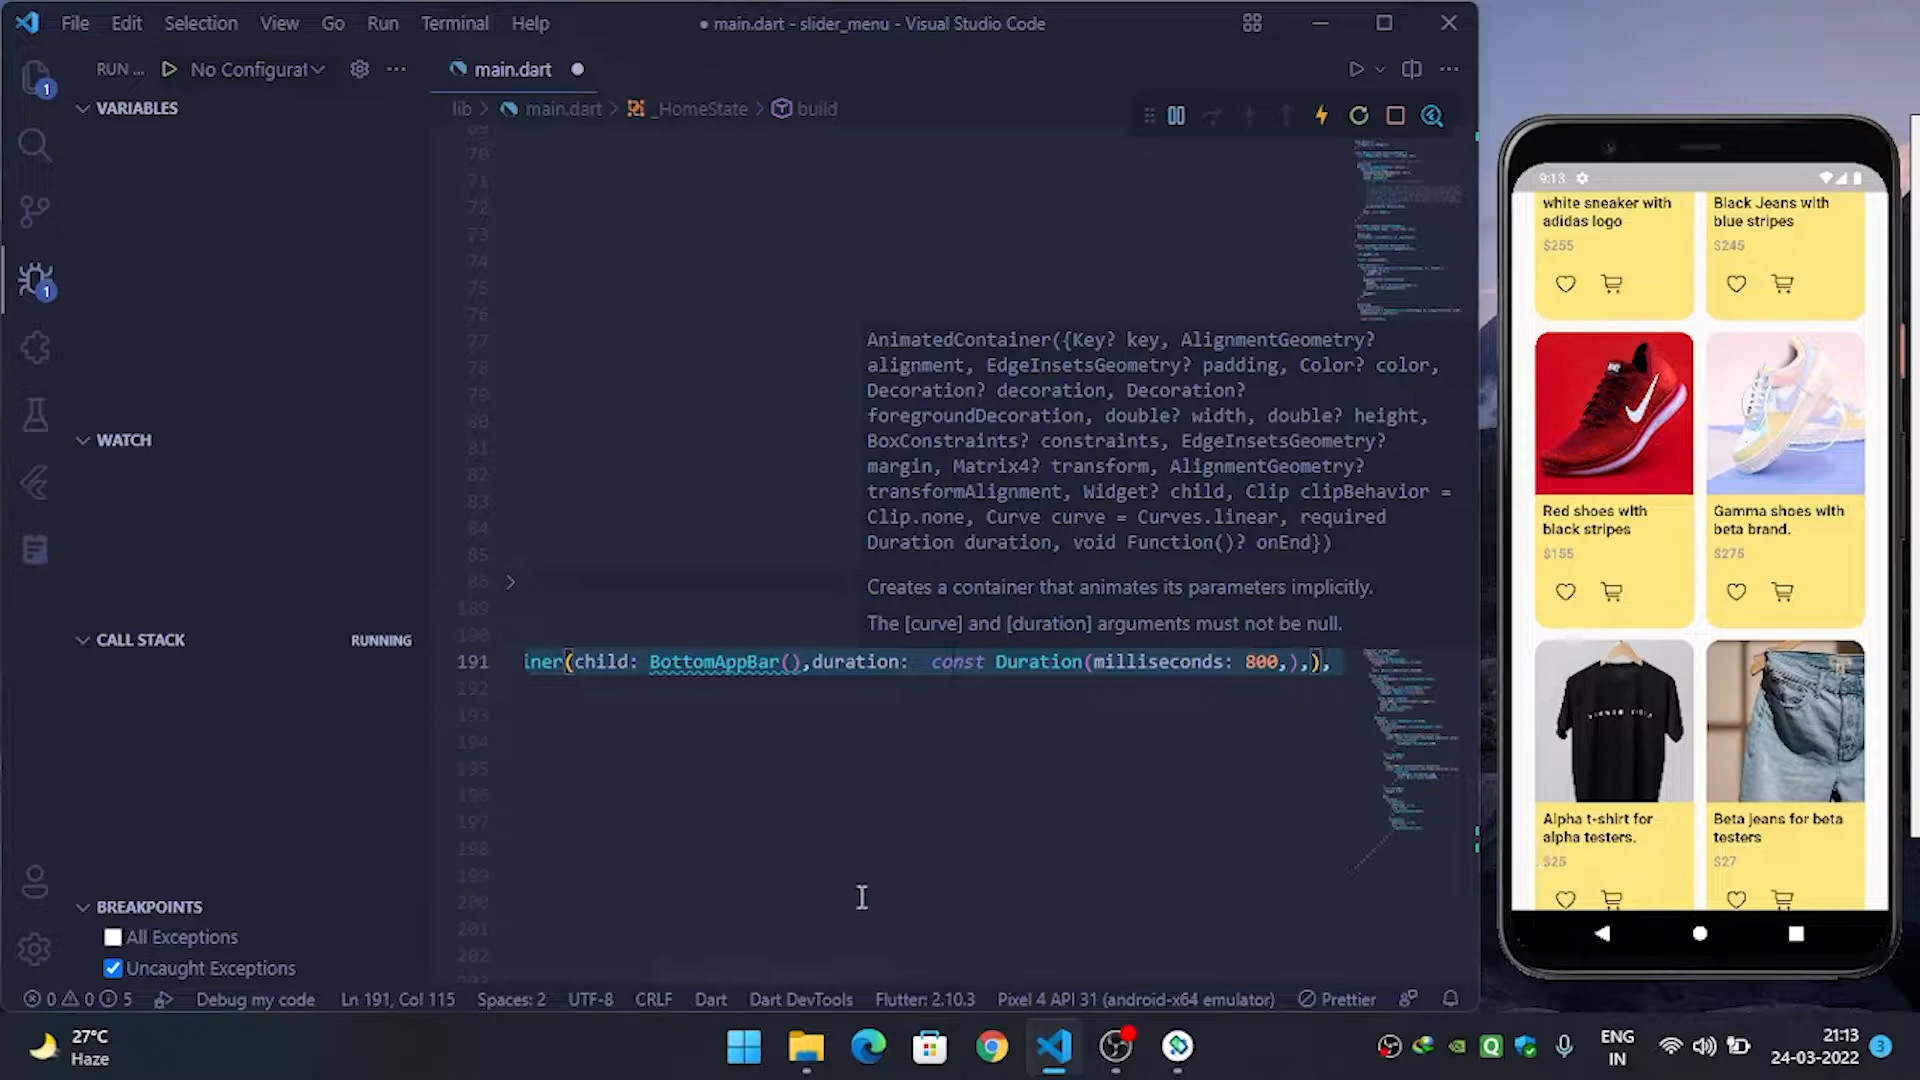 File Edit Selection View Go Run Terminal Help
● main.dart - slider_menu - Visual Studio Code
RUN ... No Configurat
main.dart
VARIABLES
lib > main.dart > _HomeState > build
69
70
71
72
73
74
75
76
77
78
79
80
81
82
83
84
85
86
189
190
191
192
193
194
195
196
197
198
199
200
201
202
AnimatedContainer({Key? key, AlignmentGeometry?
alignment, EdgeInsetsGeometry? padding, Color? color,
Decoration? decoration, Decoration?
foregroundDecoration, double? width, double? height,
BoxConstraints? constraints, EdgeInsetsGeometry?
margin, Matrix4? transform, AlignmentGeometry?
transformAlignment, Widget? child, Clip clipBehavior =
Clip.none, Curve curve = Curves.linear, required
Duration duration, void Function()? onEnd})
Creates a container that animates its parameters implicitly.
The [curve] and [duration] arguments must not be null.
iner(child: BottomAppBar(),duration:  const Duration(milliseconds: 800,),),
WATCH
CALL STACK RUNNING
BREAKPOINTS
All Exceptions
Uncaught Exceptions
1
1
0 0 5 Debug my code Ln 191, Col 115 Spaces: 2 UTF-8 CRLF Dart Dart DevTools Flutter: 2.10.3 Pixel 4 API 31 (android-x64 emulator) Prettier
9:13
white sneaker with
adidas logo
$255
Black Jeans with
blue stripes
$245
Red shoes with
black stripes
$155
Gamma shoes with
beta brand.
$275
Alpha t-shirt for
alpha testers.
$25
Beta jeans for beta
testers
$27
27°C
Haze
ENG
IN
21:13
24-03-2022
3